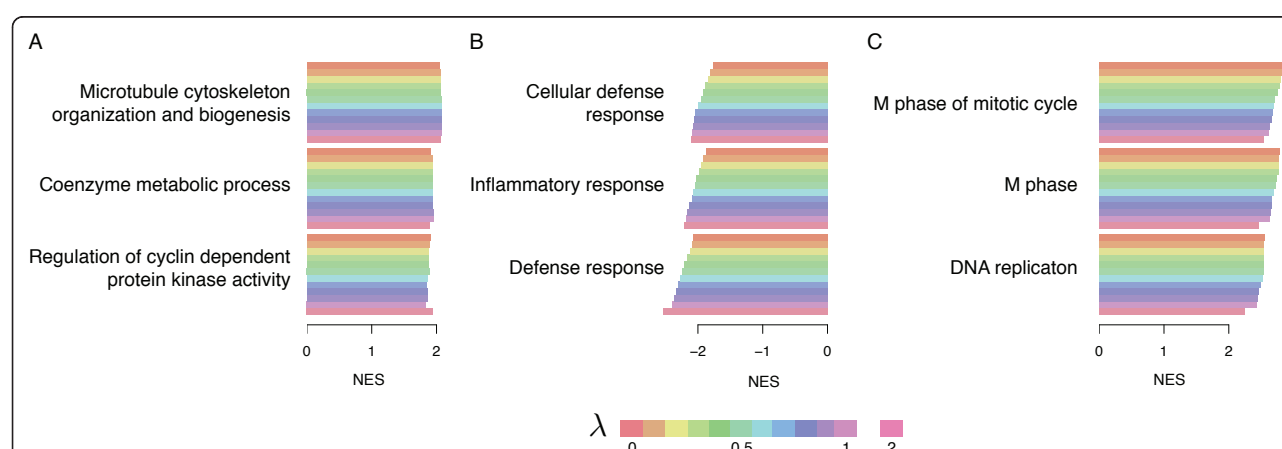 A
Microtubule cytoskeleton
organization and biogenesis
Coenzyme metabolic process
Regulation of cyclin dependent
protein kinase activity
0 1 2
NES
B
Cellular defense
response
Inflammatory response
Defense response
−2 −1 0
NES
C
M phase of mitotic cycle
M phase
DNA replicaton
0 1 2
NES
λ
0 0.5 1 2